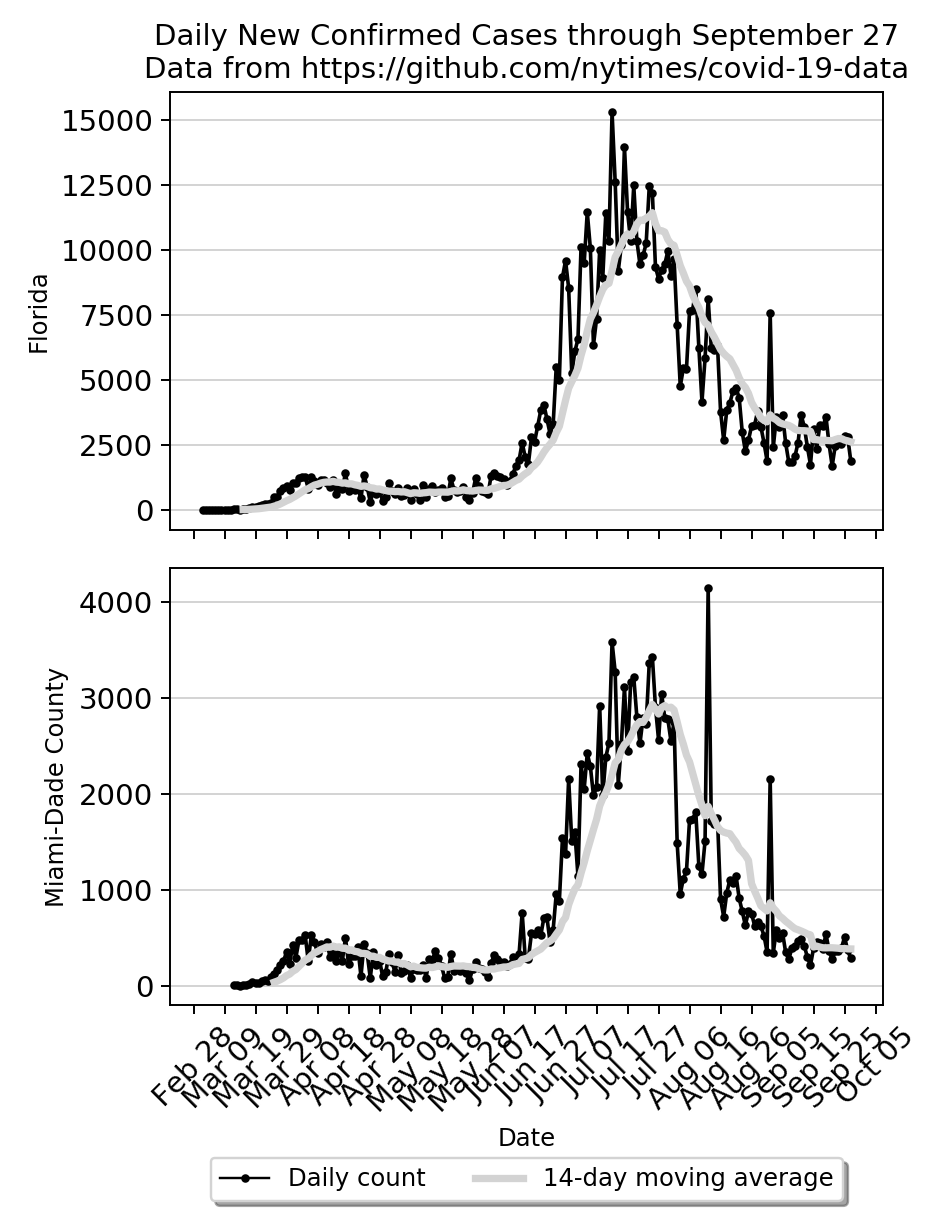 Daily New Confirmed Cases through September 27
Data from https://github.com/nytimes/covid-19-data
15000
12500
10000
7500
5000
2500
0
Florida
4000
3000
2000
1000
0
Miami-Dade County
Feb 28
Mar 09
Mar 19
Mar 29
Apr 08
Apr 18
Apr 28
May 08
May 18
May 28
Jun 07
Jun 17
Jun 27
Jul 07
Jul 17
Jul 27
Aug 06
Aug 16
Aug 26
Sep 05
Sep 15
Sep 25
Oct 05
Date
Daily count
14-day moving average